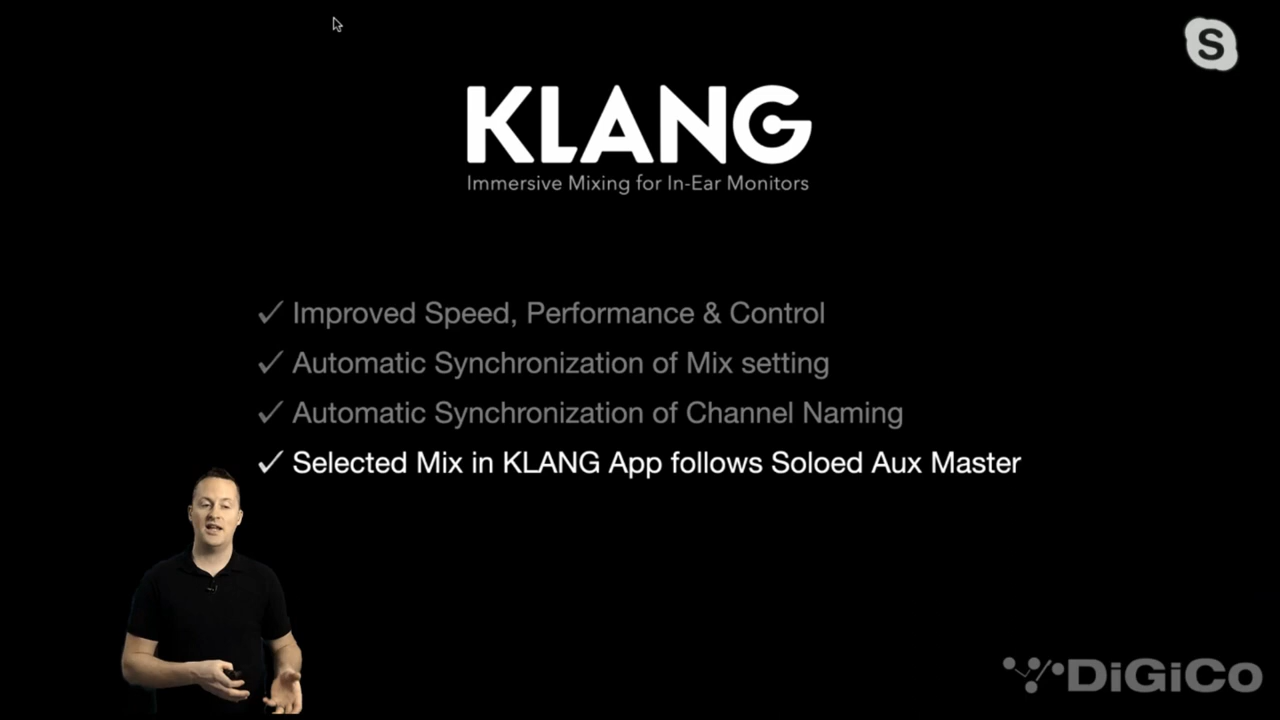 S
KLANG
Immersive Mixing for In-Ear Monitors
✓ Improved Speed, Performance & Control
✓ Automatic Synchronization of Mix setting
✓ Automatic Synchronization of Channel Naming
✓ Selected Mix in KLANG App follows Soloed Aux Master
DiGiCo